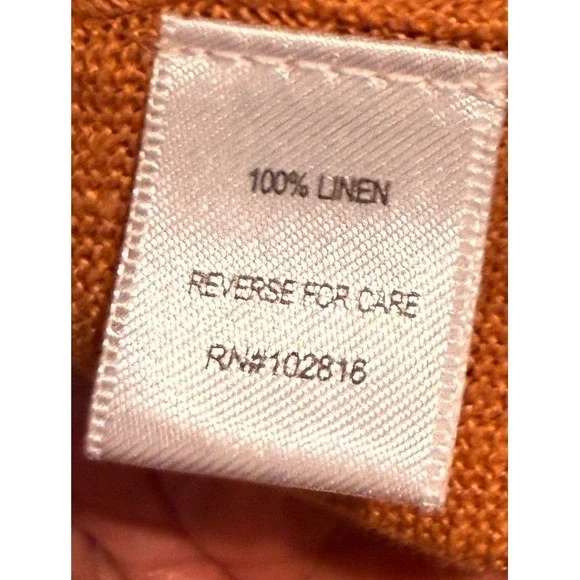 100% LINEN
REVERSE FOR CARE
RN#102816